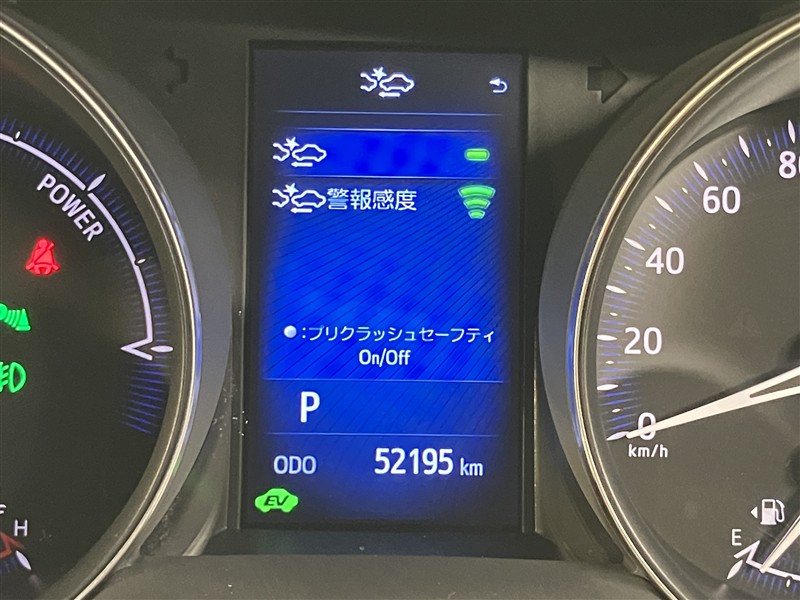 POWER
警報感度
:プリクラッシュセーフティ
On/Off
P
ODO 52195 km
EV
H
80
60
40
20
0
km/h
E